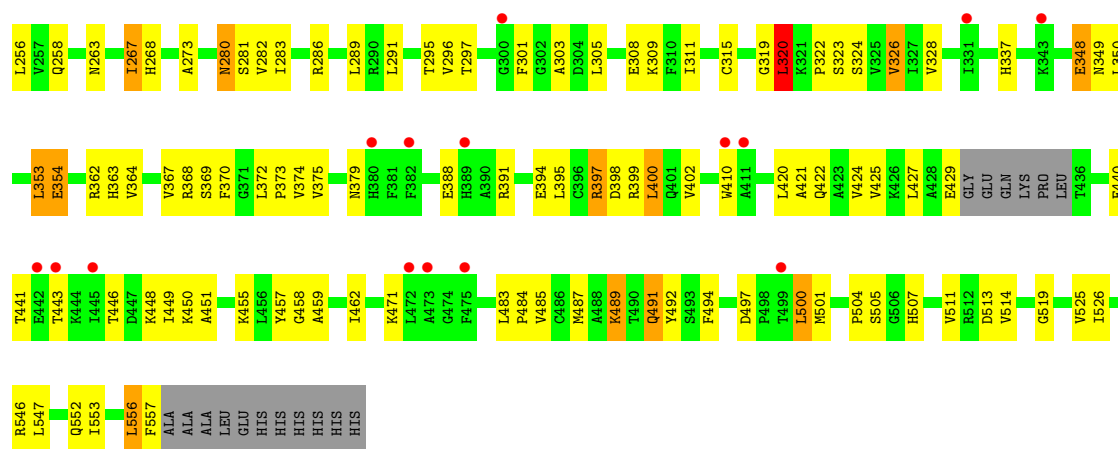 L256 V257 Q258 N263 I267 H268 A273 N280 S281 V282 I283 R286 L289 R290 L291 T295 V296 T297 G300 F301 G302 A303 D304 L305 E308 K309 F310 I311 C315 G319 L320 K321 P322 S323 S324 V325 V326 I327 V328 I331 H337 K343 E348 N349 L350
L353 E354 R362 H363 V364 V367 R368 S369 F370 G371 L372 P373 V374 V375 N379 H380 F381 F382 E388 H389 A390 R391 E394 L395 C396 R397 D398 R399 L400 Q401 V402 W410 A411 L420 A421 Q422 A423 V424 V425 K426 L427 A428 E429 GLY GLU GLN LYS PRO LEU T436
T441 E442 T443 K444 I445 T446 D447 K448 I449 K450 A451 K455 L456 Y457 G458 A459 I462 K471 L472 A473 G474 F475 L483 P484 V485 C486 M487 A488 K489 T490 Q491 Y492 S493 F494 D497 P498 T499 L500 M501 P504 S505 G506 H507 V511 R512 D513 V514 G519 V525 I526
R546 L547 Q552 I553 L556 F557 ALA ALA ALA LEU GLU HIS HIS HIS HIS HIS HIS